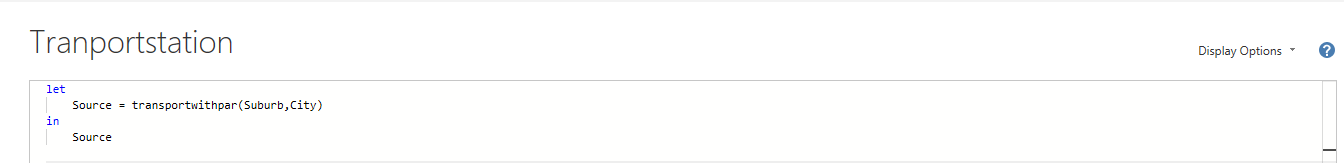 Tranportstation
Display Options
?
let
Source = transportwithpar(Suburb,City)
in
Source